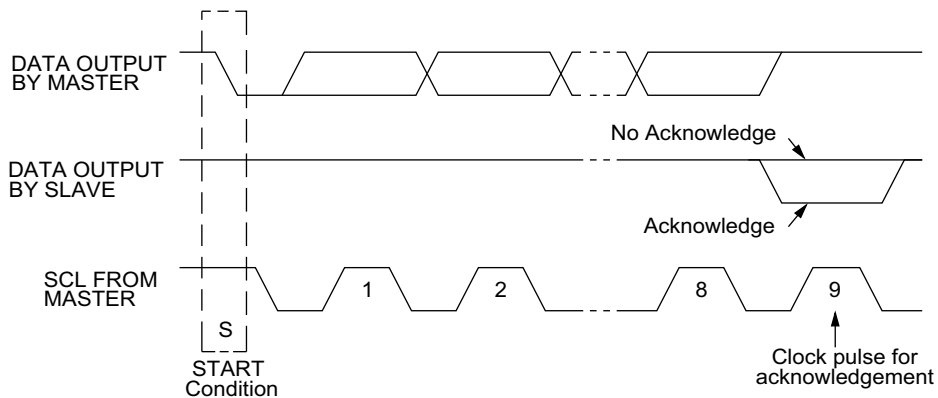 DATA OUTPUT
BY MASTER
No Acknowledge
DATA OUTPUT
BY SLAVE
Acknowledge
SCL FROM
MASTER
1
2
8
9
S
START
Condition
Clock pulse for
acknowledgement